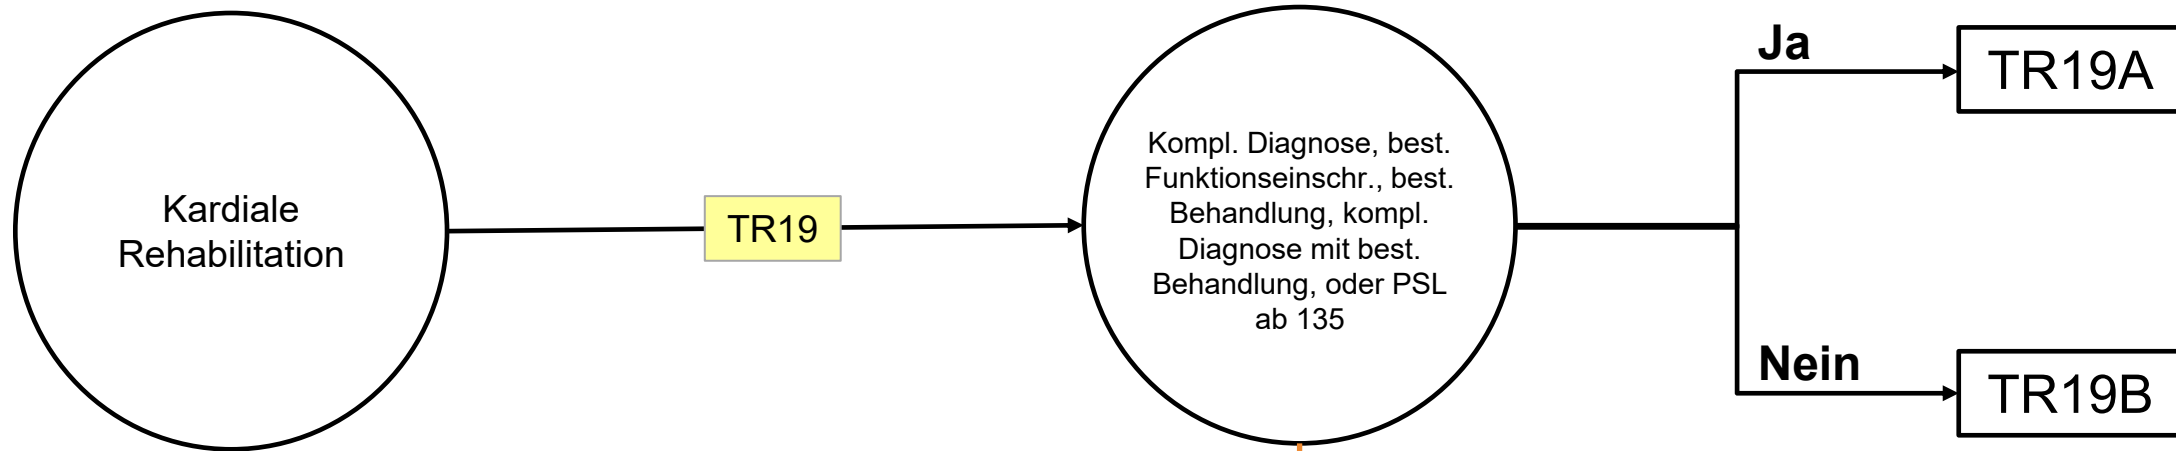 Kardiale
Rehabilitation
TR19
Kompl. Diagnose, best.
Funktionseinschr., best.
Behandlung, kompl.
Diagnose mit best.
Behandlung, oder PSL
ab 135
Ja
TR19A
Nein
TR19B